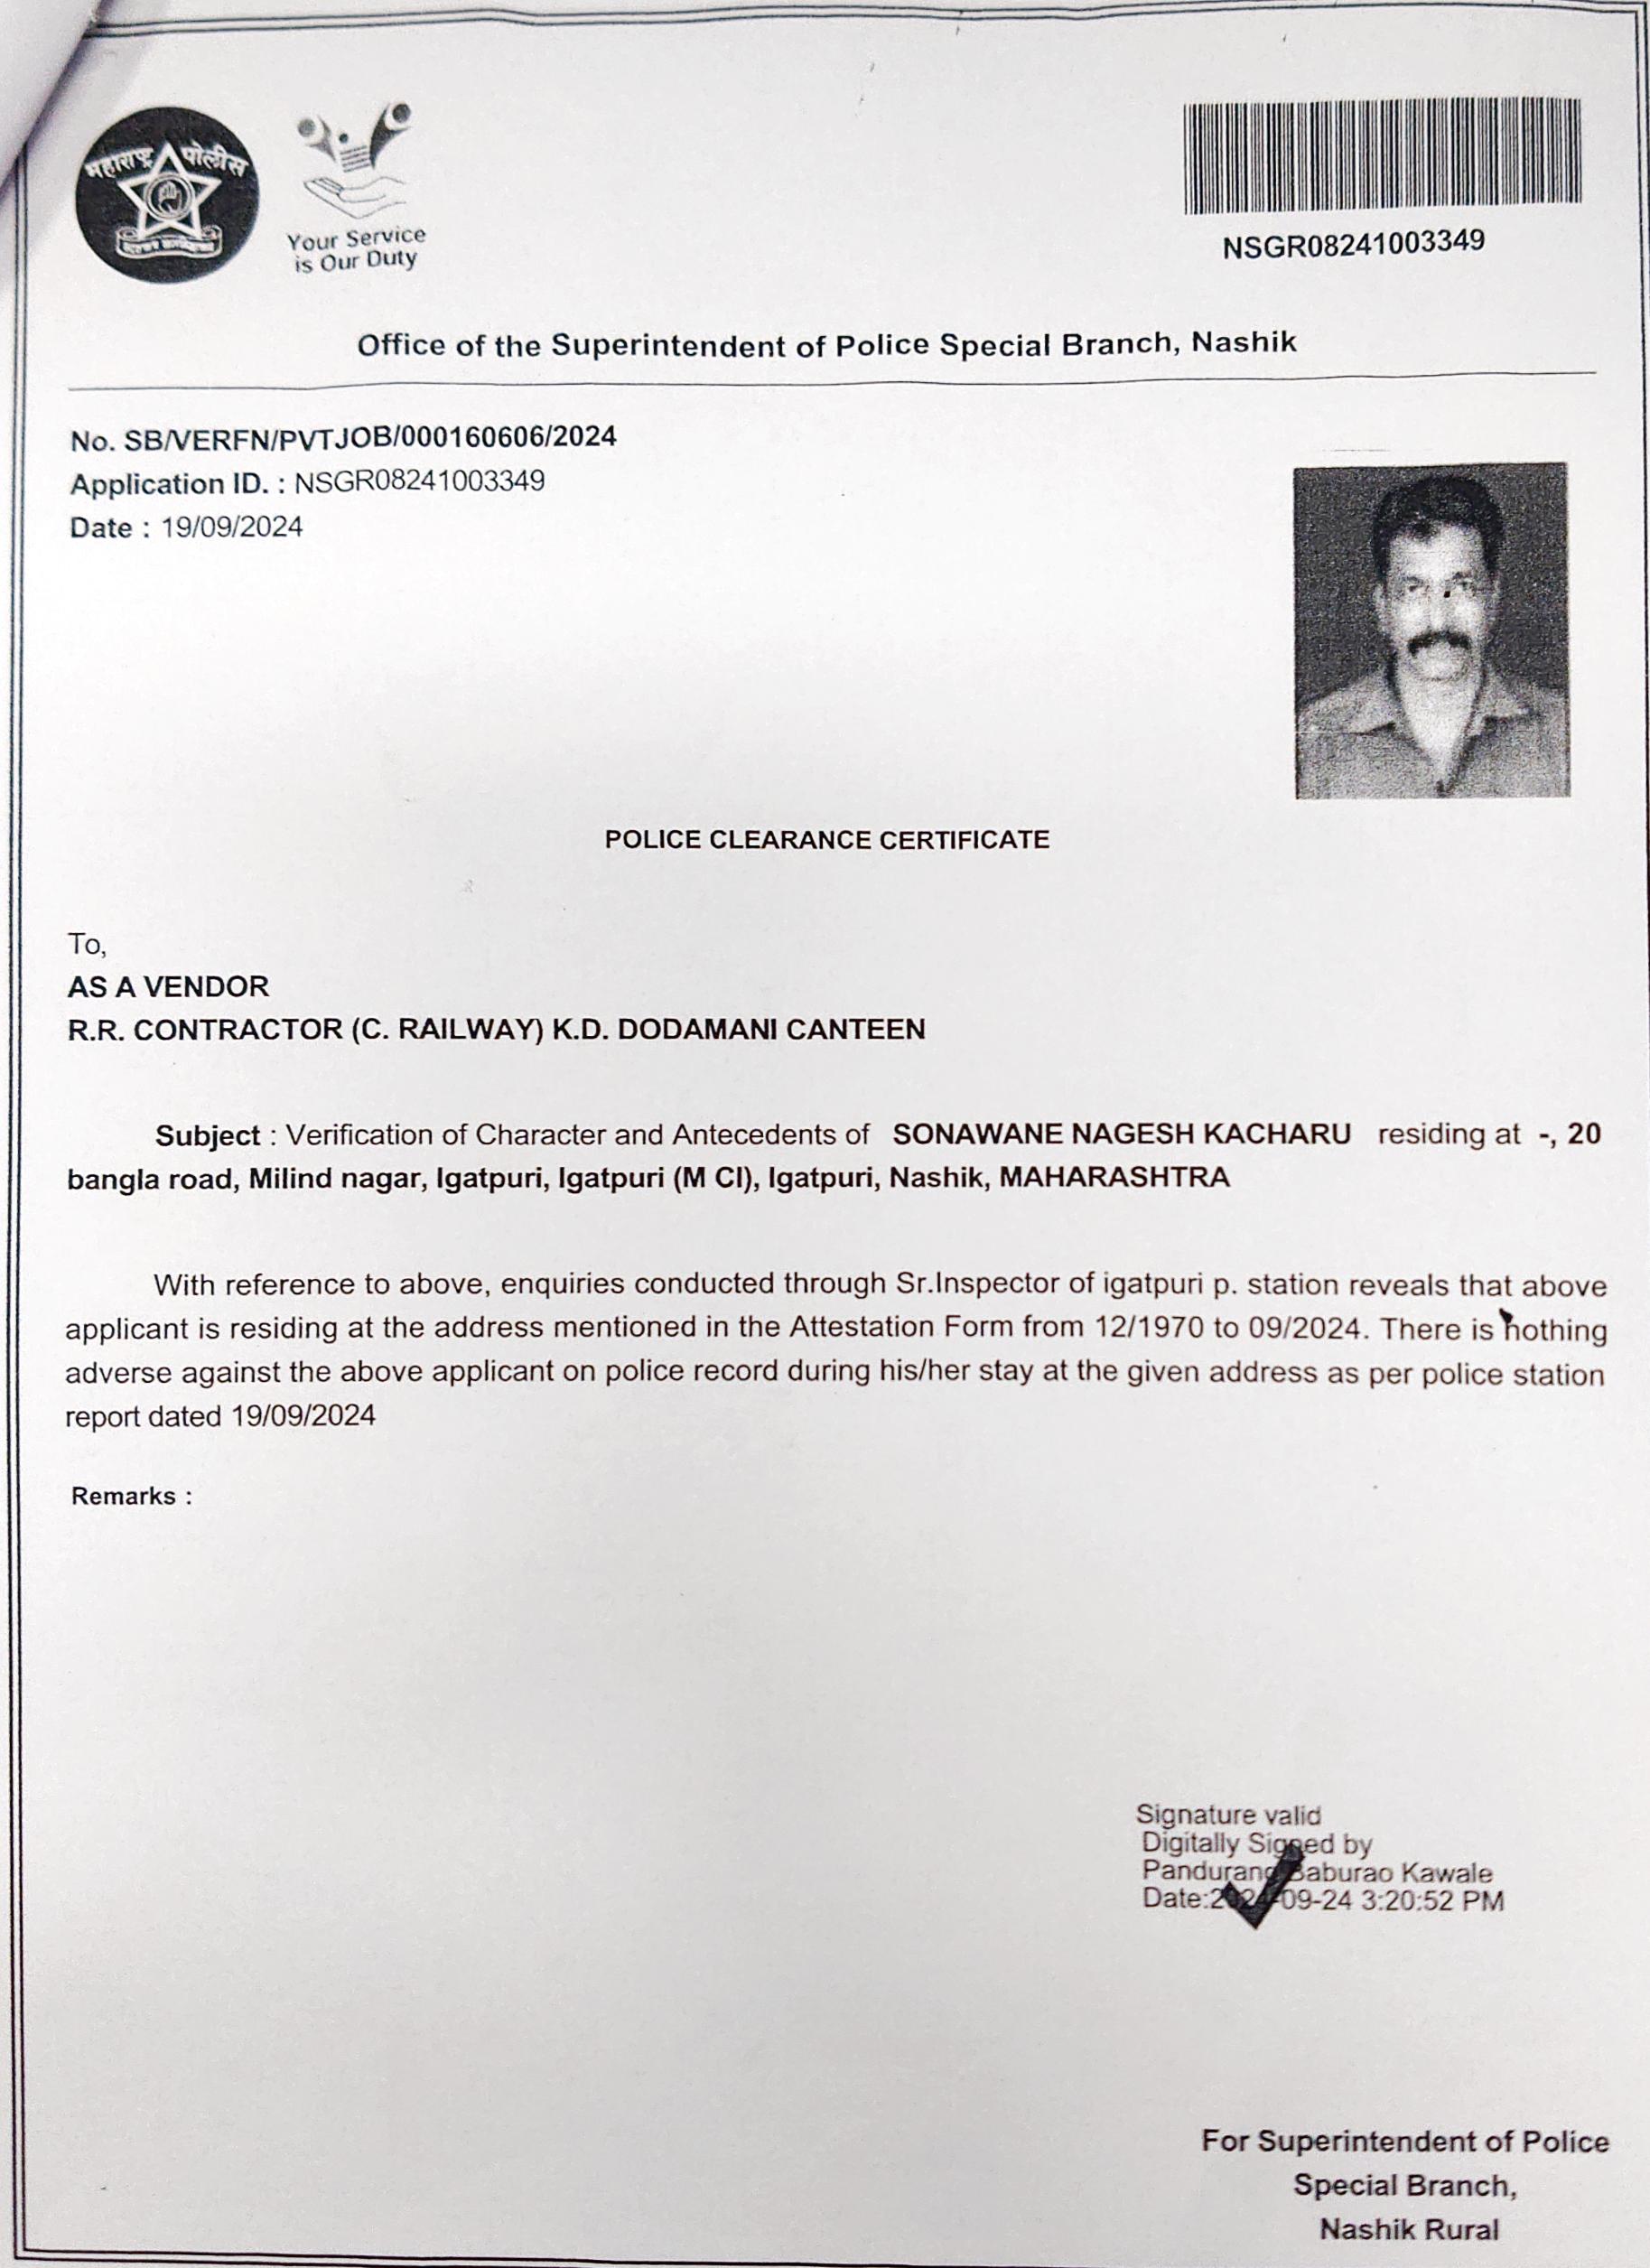 महाराष्ट्र पोलीस
Your Service
is Our Duty
NSGR08241003349
Office of the Superintendent of Police Special Branch, Nashik
No. SB/VERFN/PVTJOB/000160606/2024
Application ID. : NSGR08241003349
Date : 19/09/2024
POLICE CLEARANCE CERTIFICATE
To,
AS A VENDOR
R.R. CONTRACTOR (C. RAILWAY) K.D. DODAMANI CANTEEN
Subject : Verification of Character and Antecedents of SONAWANE NAGESH KACHARU residing at -, 20
bangla road, Milind nagar, Igatpuri, Igatpuri (M Cl), Igatpuri, Nashik, MAHARASHTRA
With reference to above, enquiries conducted through Sr.Inspector of igatpuri p. station reveals that above
applicant is residing at the address mentioned in the Attestation Form from 12/1970 to 09/2024. There is nothing
adverse against the above applicant on police record during his/her stay at the given address as per police station
report dated 19/09/2024
Remarks :
Signature valid
Digitally Signed by
Pandurang Baburao Kawale
Date:2024-09-24 3:20:52 PM
For Superintendent of Police
Special Branch,
Nashik Rural